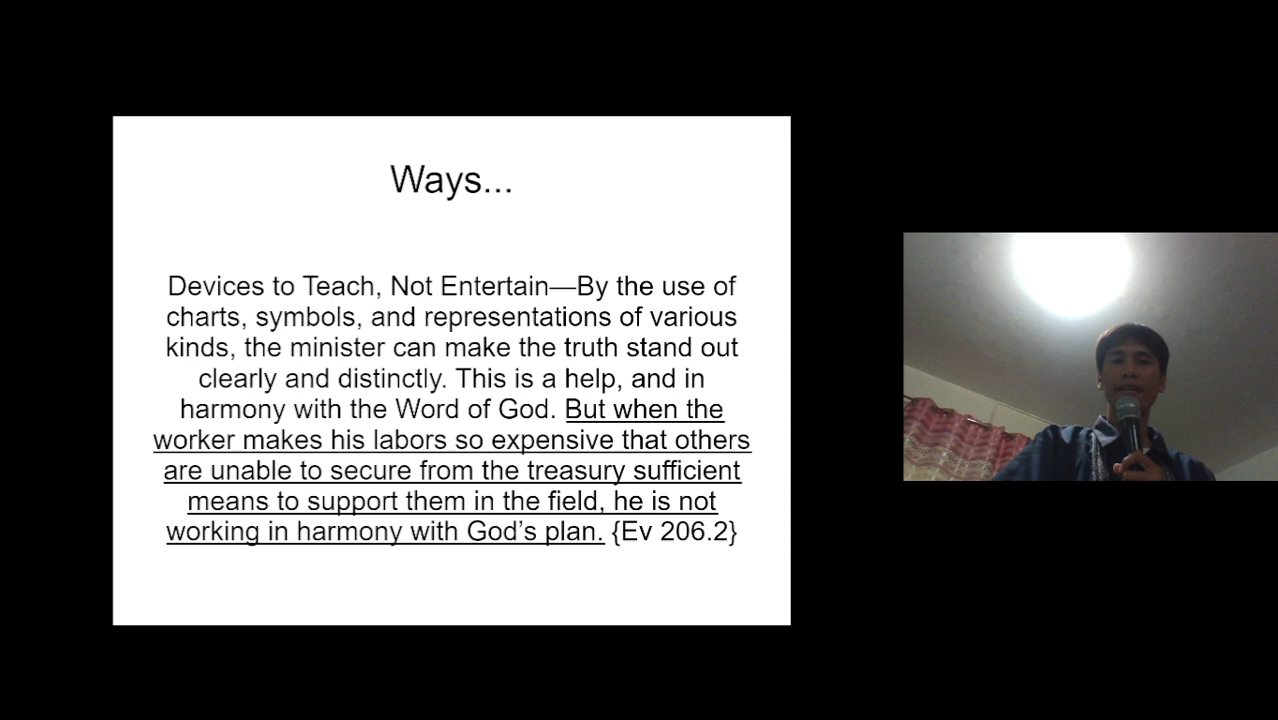 Ways...
Devices to Teach, Not Entertain—By the use of
charts, symbols, and representations of various
kinds, the minister can make the truth stand out
clearly and distinctly. This is a help, and in
harmony with the Word of God. But when the
worker makes his labors so expensive that others
are unable to secure from the treasury sufficient
means to support them in the field, he is not
working in harmony with God’s plan. {Ev 206.2}